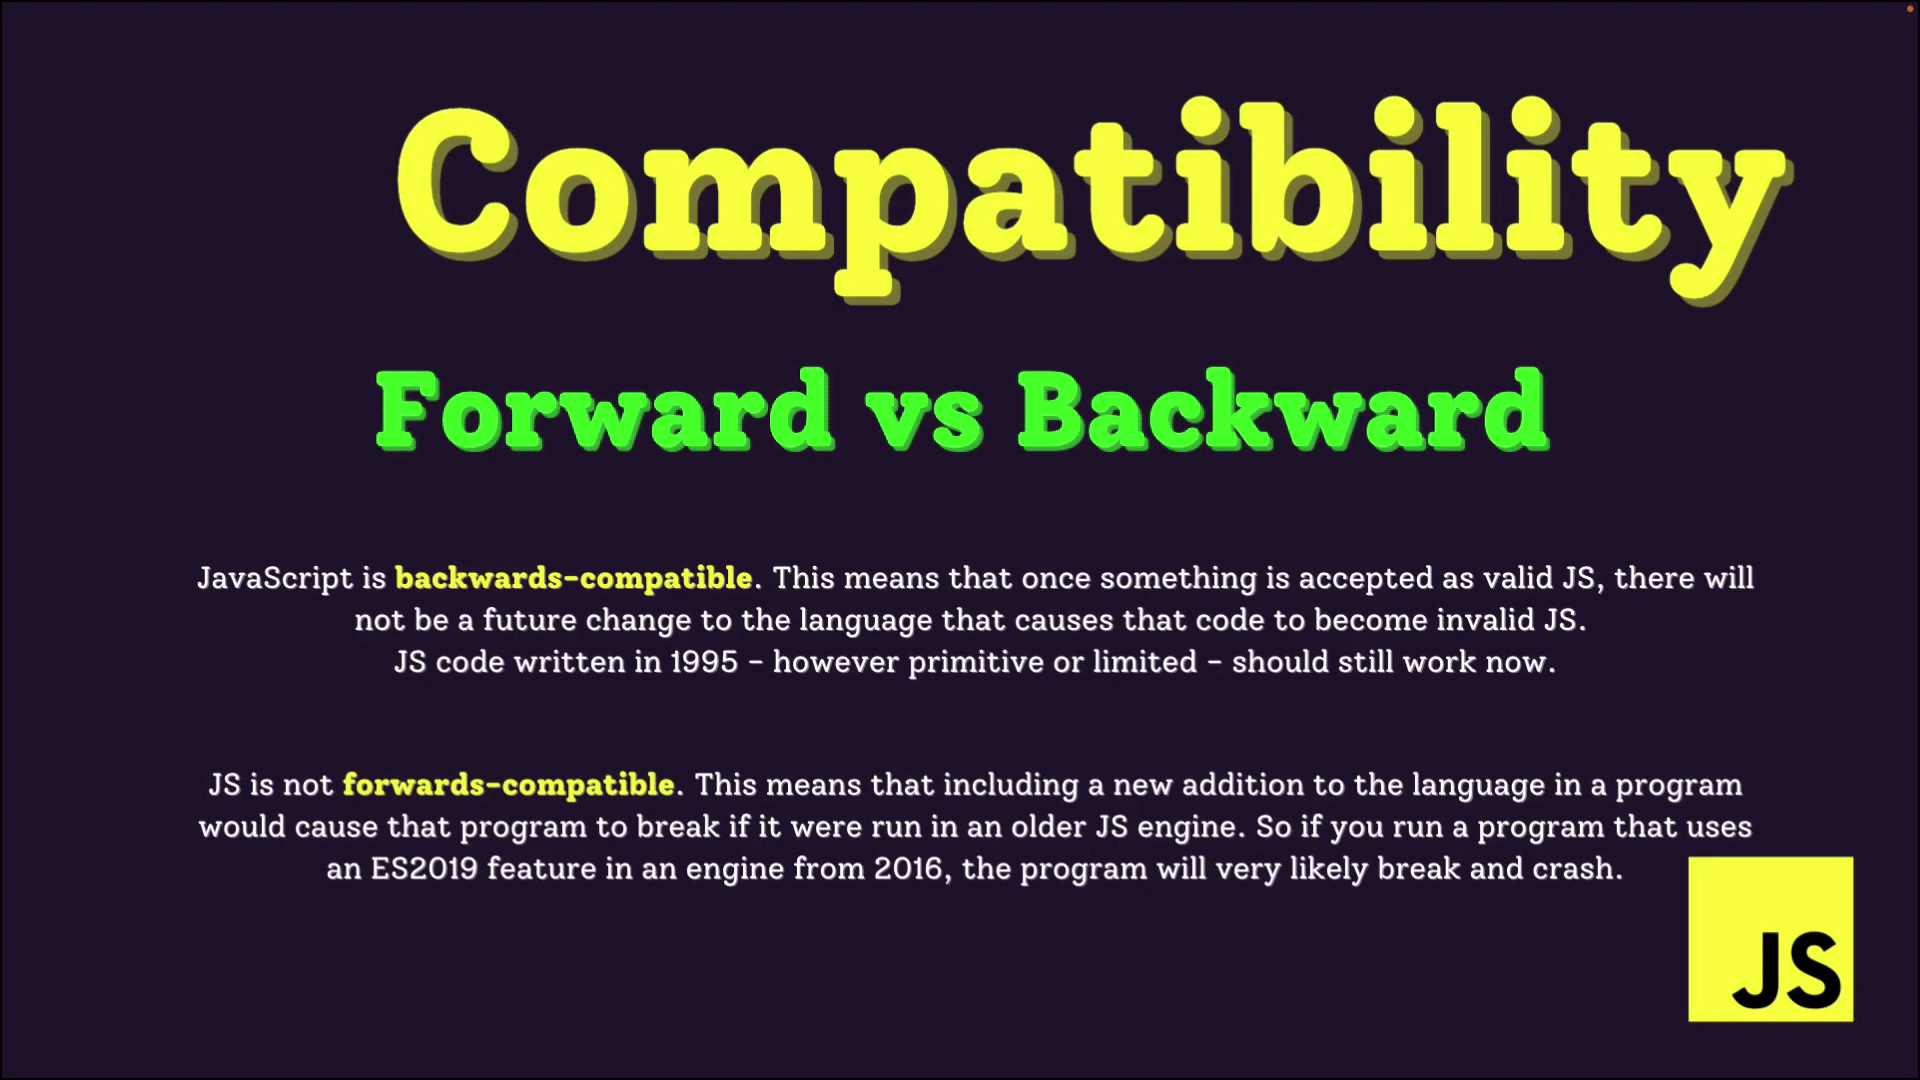 Compatibility
Forward vs Backward
JavaScript is backwards-compatible. This means that once something is accepted as valid JS, there will
not be a future change to the language that causes that code to become invalid JS.
JS code written in 1995 - however primitive or limited - should still work now.
JS is not forwards-compatible. This means that including a new addition to the language in a program
would cause that program to break if it were run in an older JS engine. So if you run a program that uses
an ES2019 feature in an engine from 2016, the program will very likely break and crash.
JS